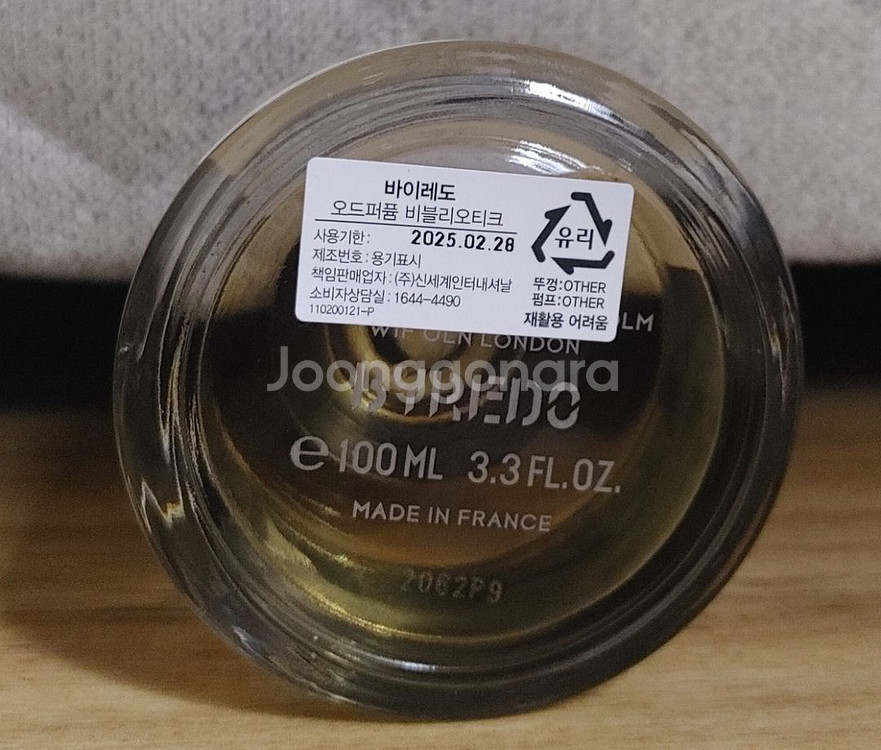 바이레도
오드퍼퓸 비블리오티크
사용기한: 2025.02.28
제조번호: 용기표시
책임판매업자: (주)신세계인터내셔날
소비자상담실: 1644-4490
110200121-P
유리
뚜껑:OTHER
펌프:OTHER
재활용 어려움
LONDON
Joonggonara
BYREDO
e 100 ML 3.3 FL.OZ.
MADE IN FRANCE
2062P9